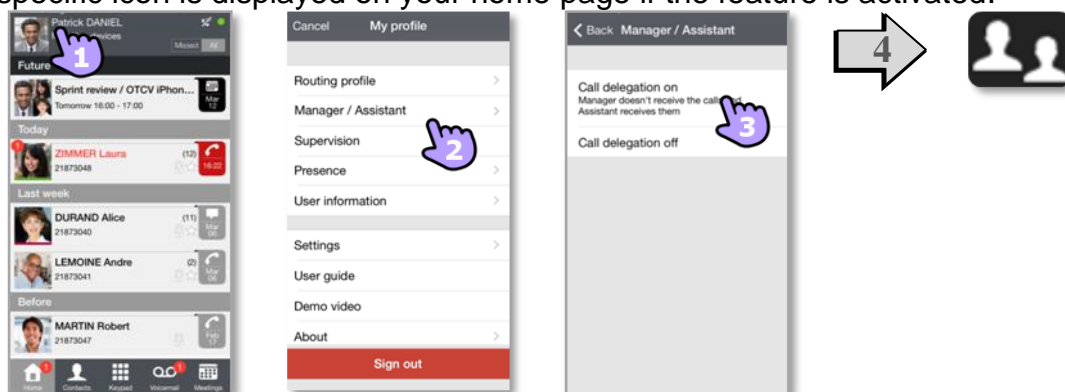 specific icon is displayed on your home page if the feature is activated.
Patrick DANIEL
devices
Missed All
1
Future
Sprint review / OTCV iPhon...
Tomorrow 16:00 - 17:00
Mar
12
Today
1
ZIMMER Laura (12)
21873048
16:22
Last week
DURAND Alice (11)
21873040
Mar
06
LEMOINE Andre (2)
21873041
Mar
06
Before
MARTIN Robert
21873047
Feb
17
Home Contacts Keypad Voicemail Meetings
Cancel My profile
Routing profile
Manager / Assistant
Supervision
2
Presence
User information
Settings
User guide
Demo video
About
Sign out
Back Manager / Assistant
Call delegation on
Manager doesn't receive the calls
Assistant receives them
3
Call delegation off
4